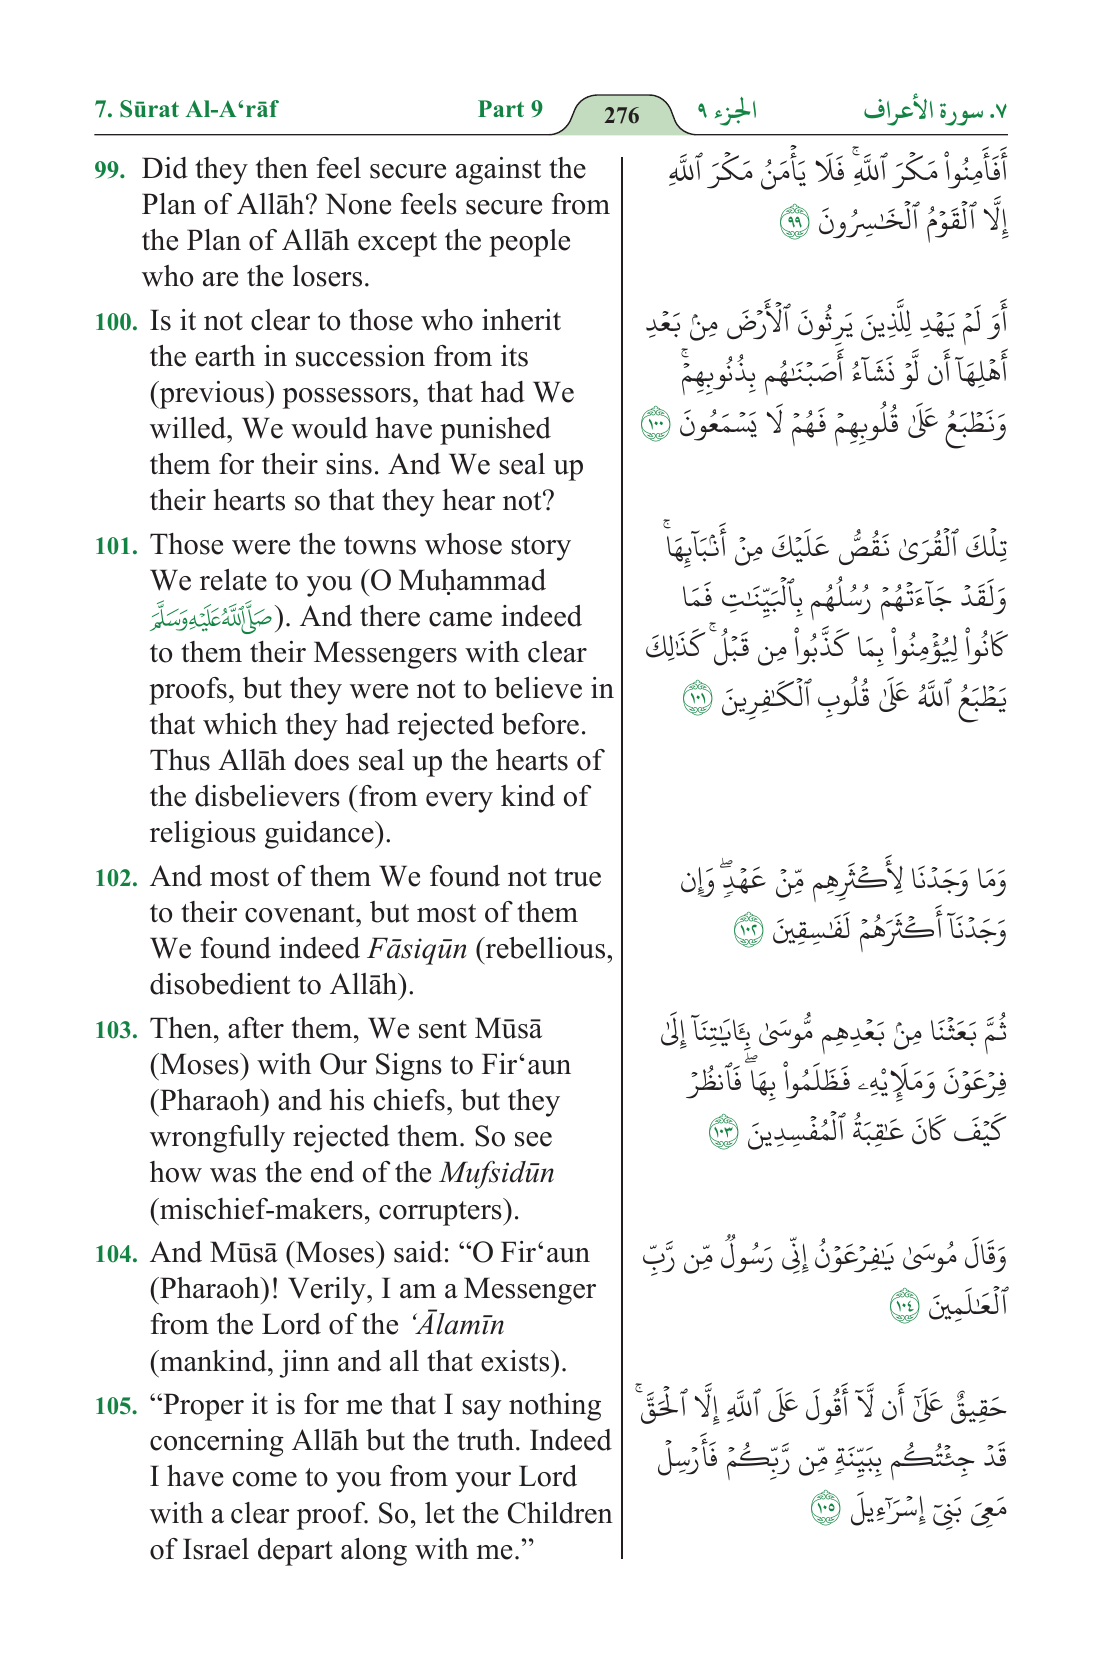 7. Sūrat Al-A‘rāf
Part 9
276
الجزء ٩
٧. سورة الأعراف
99. Did they then feel secure against the
Plan of Allāh? None feels secure from
the Plan of Allāh except the people
who are the losers.
أَفَأَمِنُواْ مَكۡرَ ٱللَّهِۚ فَلَا يَأۡمَنُ مَكۡرَ ٱللَّهِ
إِلَّا ٱلۡقَوۡمُ ٱلۡخَٰسِرُونَ ٩٩
100. Is it not clear to those who inherit
the earth in succession from its
(previous) possessors, that had We
willed, We would have punished
them for their sins. And We seal up
their hearts so that they hear not?
أَوَ لَمۡ يَهۡدِ لِلَّذِينَ يَرِثُونَ ٱلۡأَرۡضَ مِنۢ بَعۡدِ
أَهۡلِهَآ أَن لَّوۡ نَشَآءُ أَصَبۡنَٰهُم بِذُنُوبِهِمۡۚ
وَنَطۡبَعُ عَلَىٰ قُلُوبِهِمۡ فَهُمۡ لَا يَسۡمَعُونَ ١٠٠
101. Those were the towns whose story
We relate to you (O Muḥammad
صَلَّى ٱللَّهُ عَلَيْهِ وَسَلَّمَ). And there came indeed
to them their Messengers with clear
proofs, but they were not to believe in
that which they had rejected before.
Thus Allāh does seal up the hearts of
the disbelievers (from every kind of
religious guidance).
تِلۡكَ ٱلۡقُرَىٰ نَقُصُّ عَلَيۡكَ مِنۡ أَنۢبَآئِهَاۚ
وَلَقَدۡ جَآءَتۡهُمۡ رُسُلُهُم بِٱلۡبَيِّنَٰتِ فَمَا
كَانُواْ لِيُؤۡمِنُواْ بِمَا كَذَّبُواْ مِن قَبۡلُۚ كَذَٰلِكَ
يَطۡبَعُ ٱللَّهُ عَلَىٰ قُلُوبِ ٱلۡكَٰفِرِينَ ١٠١
102. And most of them We found not true
to their covenant, but most of them
We found indeed Fāsiqūn (rebellious,
disobedient to Allāh).
وَمَا وَجَدۡنَا لِأَكۡثَرِهِم مِّنۡ عَهۡدٖۖ وَإِن
وَجَدۡنَآ أَكۡثَرَهُمۡ لَفَٰسِقِينَ ١٠٢
103. Then, after them, We sent Mūsā
(Moses) with Our Signs to Fir‘aun
(Pharaoh) and his chiefs, but they
wrongfully rejected them. So see
how was the end of the Mufsidūn
(mischief-makers, corrupters).
ثُمَّ بَعَثۡنَا مِنۢ بَعۡدِهِم مُّوسَىٰ بِـَٔايَٰتِنَآ إِلَىٰ
فِرۡعَوۡنَ وَمَلَإِيْهِۦ فَظَلَمُواْ بِهَاۖ فَٱنظُرۡ
كَيۡفَ كَانَ عَٰقِبَةُ ٱلۡمُفۡسِدِينَ ١٠٣
104. And Mūsā (Moses) said: “O Fir‘aun
(Pharaoh)! Verily, I am a Messenger
from the Lord of the ‘Ālamīn
(mankind, jinn and all that exists).
وَقَالَ مُوسَىٰ يَٰفِرۡعَوۡنُ إِنِّي رَسُولٞ مِّن رَّبِّ
ٱلۡعَٰلَمِينَ ١٠٤
105. “Proper it is for me that I say nothing
concerning Allāh but the truth. Indeed
I have come to you from your Lord
with a clear proof. So, let the Children
of Israel depart along with me.”
حَقِيقٌ عَلَىٰٓ أَن لَّآ أَقُولَ عَلَى ٱللَّهِ إِلَّا ٱلۡحَقَّۚ
قَدۡ جِئۡتُكُم بِبَيِّنَةٖ مِّن رَّبِّكُمۡ فَأَرۡسِلۡ
مَعِيَ بَنِيٓ إِسۡرَٰٓءِيلَ ١٠٥